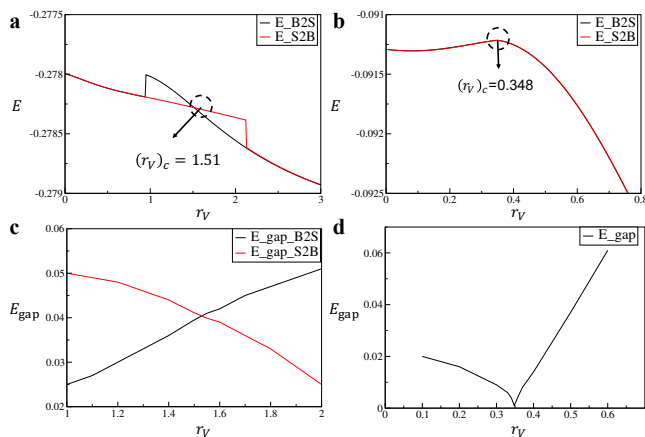 a
-0.2775
-0.278
-0.2785
-0.279
E
E_B2S
E_S2B
(r_V)_c = 1.51
0 1 2 3
r_V
b
-0.091
-0.0915
-0.092
-0.0925
E
E_B2S
E_S2B
(r_V)_c=0.348
0 0.2 0.4 0.6 0.8
r_V
c
0.06
0.05
0.04
0.03
0.02
E_gap
E_gap_B2S
E_gap_S2B
1 1.2 1.4 1.6 1.8 2
r_V
d
0.06
0.04
0.02
0
E_gap
E_gap
0 0.1 0.2 0.3 0.4 0.5 0.6 0.7
r_V